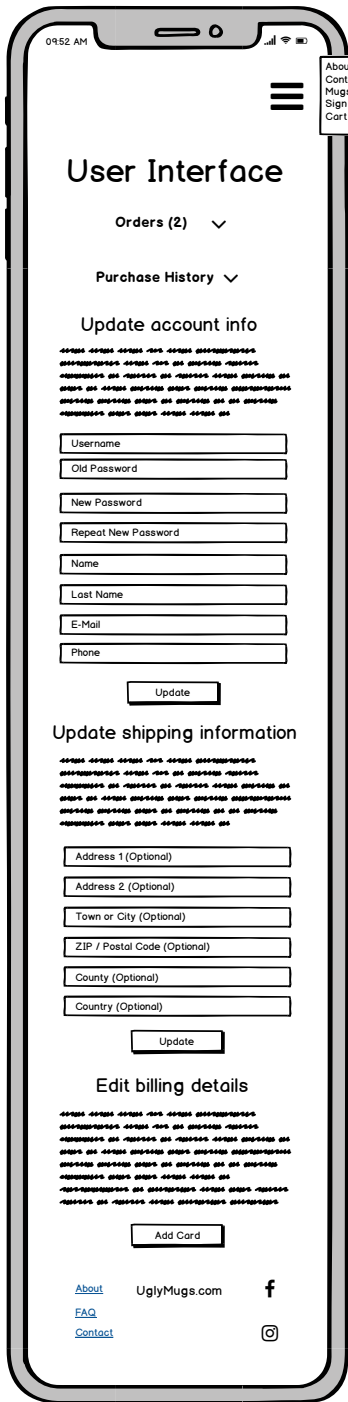 09:52 AM
About
Cont
Mugs
Sign
Cart
User Interface
Orders (2)
Purchase History
Update account info
Username
Old Password
New Password
Repeat New Password
Name
Last Name
E-Mail
Phone
Update
Update shipping information
Address 1 (Optional)
Address 2 (Optional)
Town or City (Optional)
ZIP / Postal Code (Optional)
County (Optional)
Country (Optional)
Update
Edit billing details
Add Card
About UglyMugs.com
FAQ
Contact